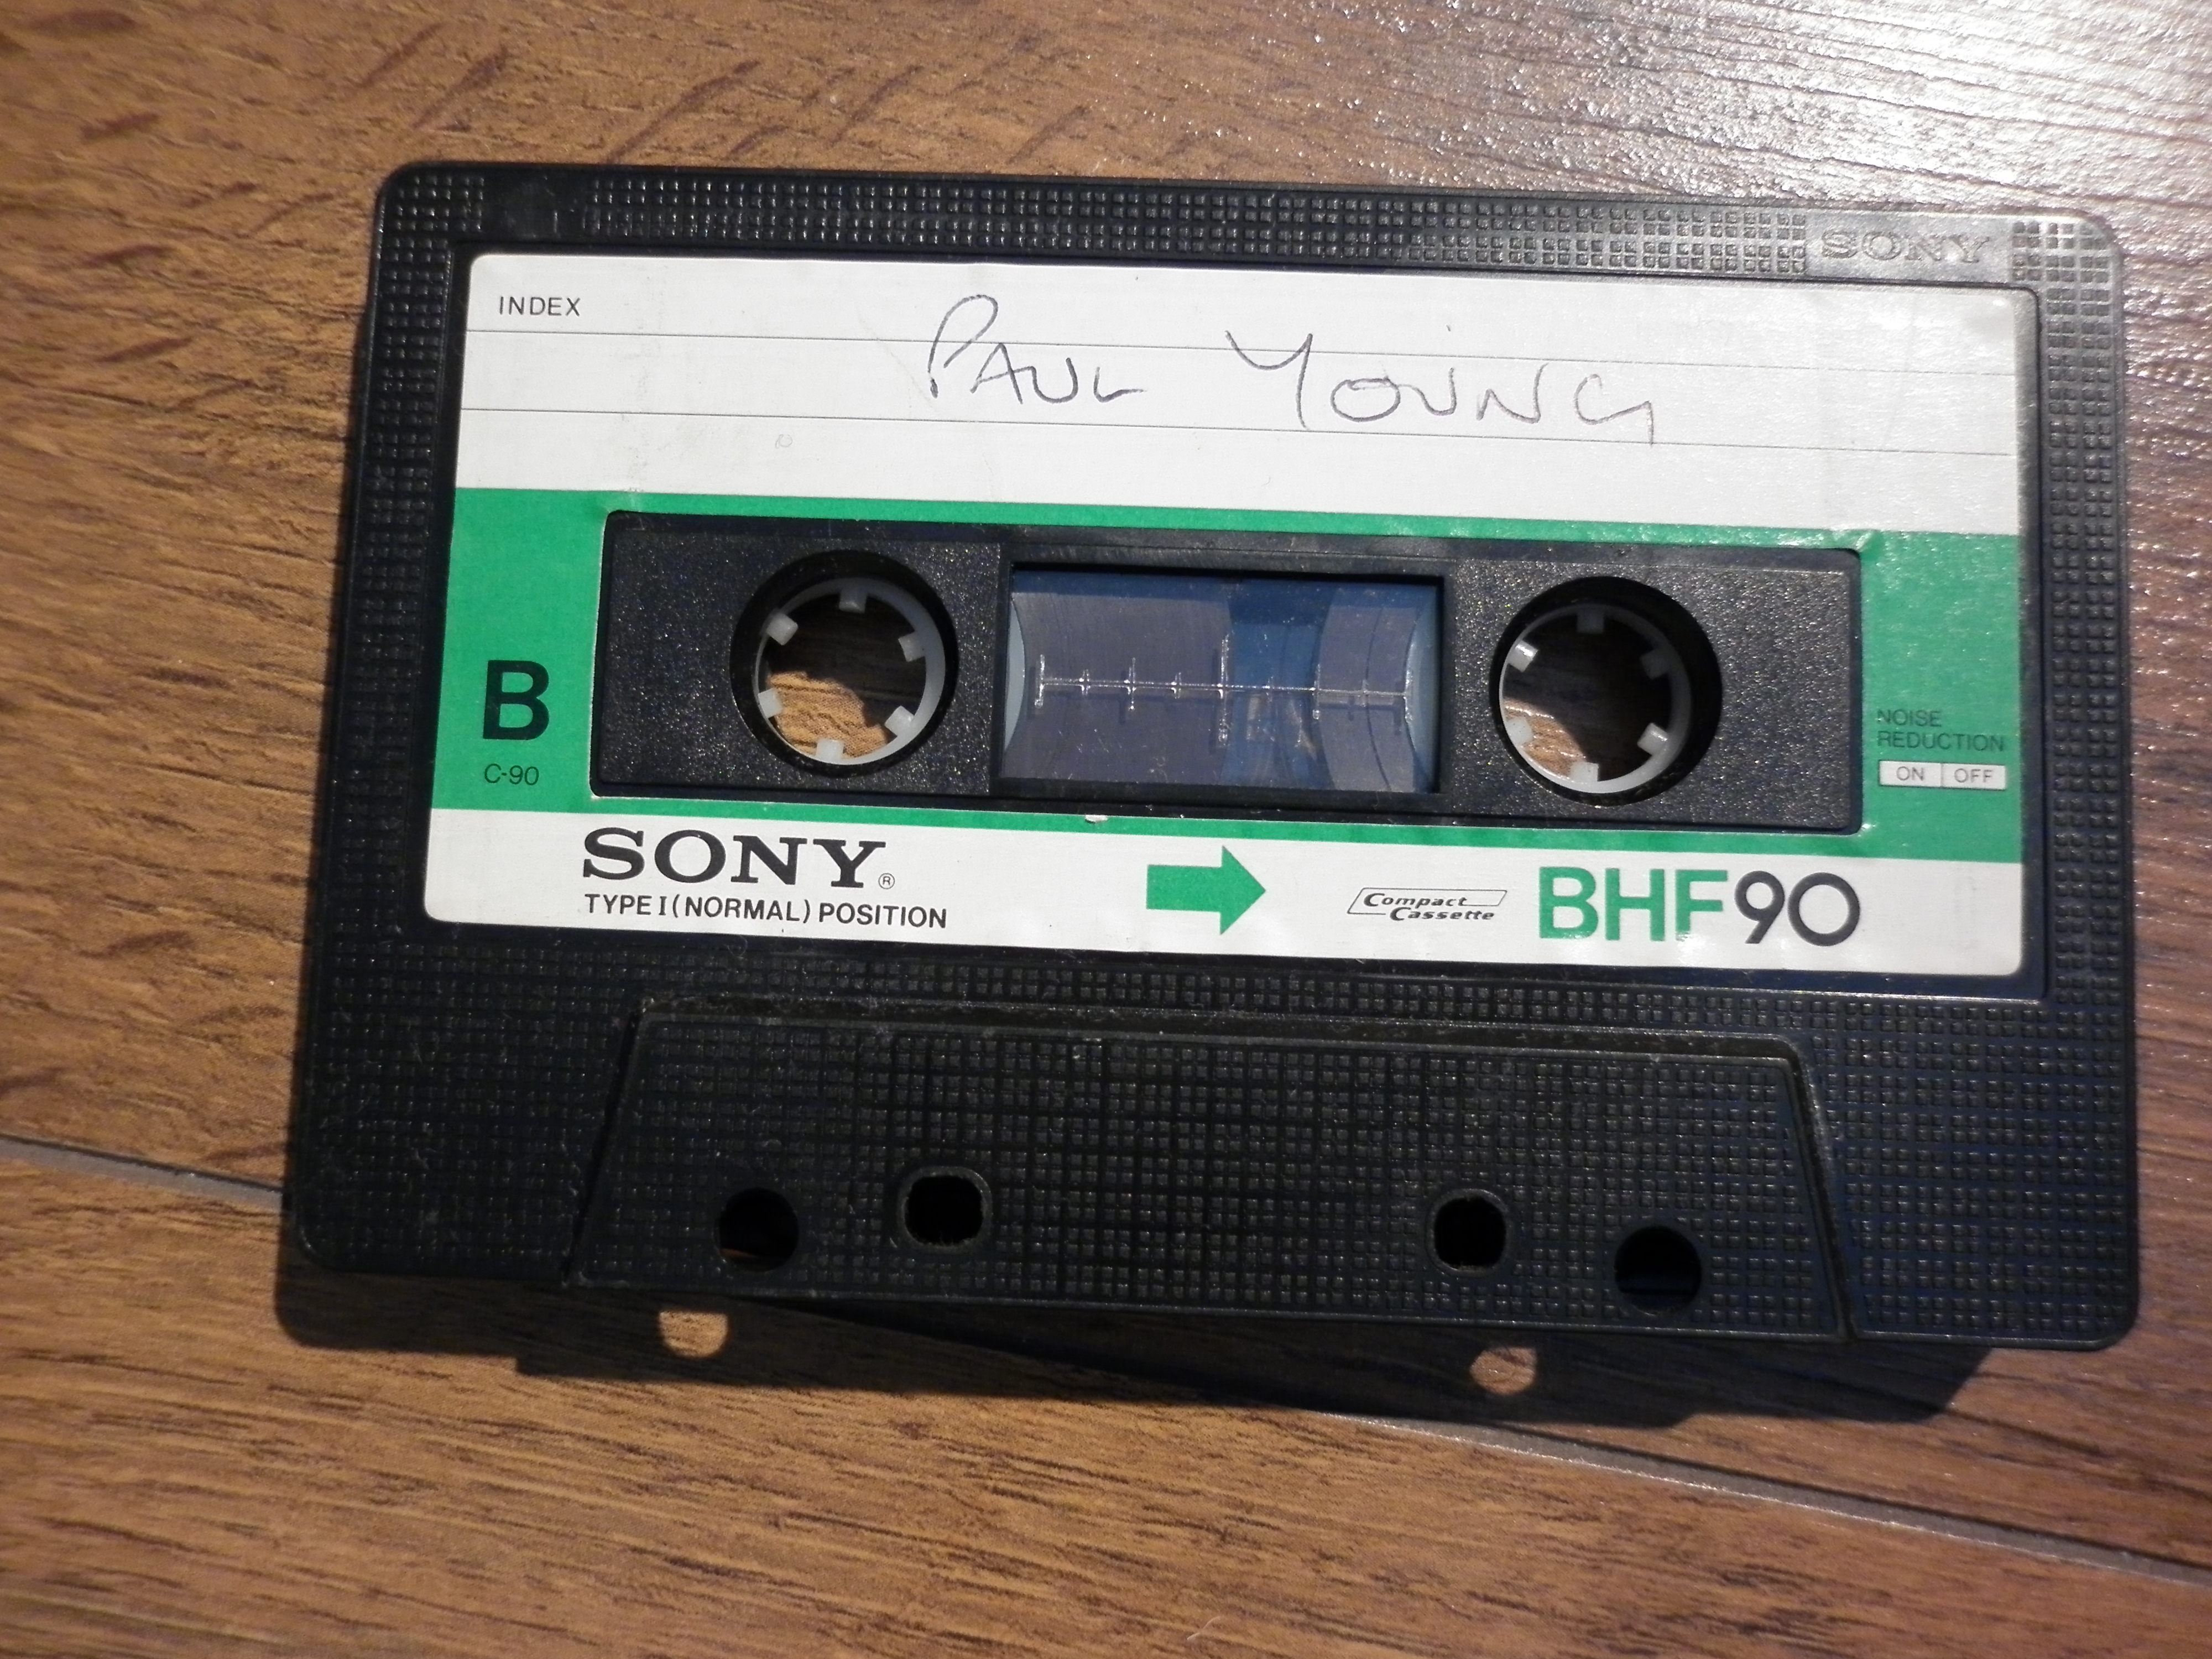 SONY
INDEX
PAUL YOUNG
B
C-90
NOISE
REDUCTION
ON OFF
SONY®
TYPE I (NORMAL) POSITION
Compact
Cassette
BHF90